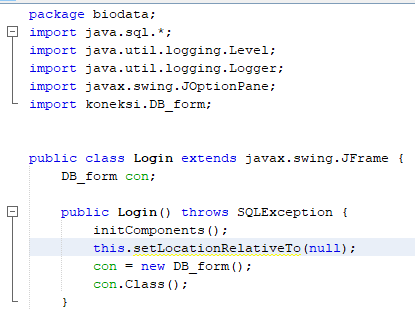 package biodata;
import java.sql.*;
import java.util.logging.Level;
import java.util.logging.Logger;
import javax.swing.JOptionPane;
import koneksi.DB_form;
public class Login extends javax.swing.JFrame {
DB_form con;
public Login() throws SQLException {
initComponents();
this.setLocationRelativeTo(null);
con = new DB_form();
con.Class();
}